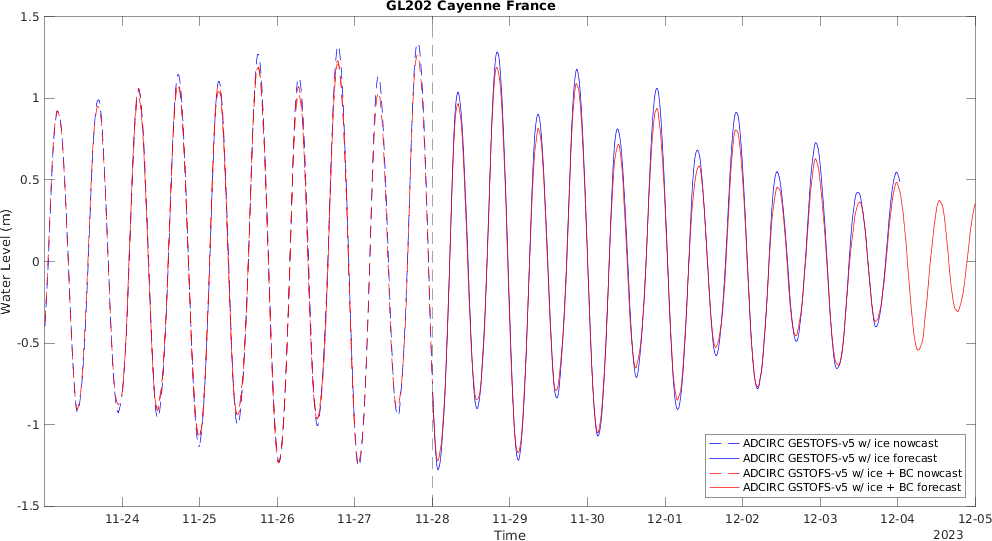 GL202 Cayenne France
1.5
1
0.5
0
-0.5
-1
-1.5
Water Level (m)
11-24 11-25 11-26 11-27 11-28 11-29 11-30 12-01 12-02 12-03 12-04 12-05
Time
2023
ADCIRC GESTOFS-v5 w/ ice nowcast
ADCIRC GESTOFS-v5 w/ ice forecast
ADCIRC GSTOFS-v5 w/ ice + BC nowcast
ADCIRC GSTOFS-v5 w/ ice + BC forecast